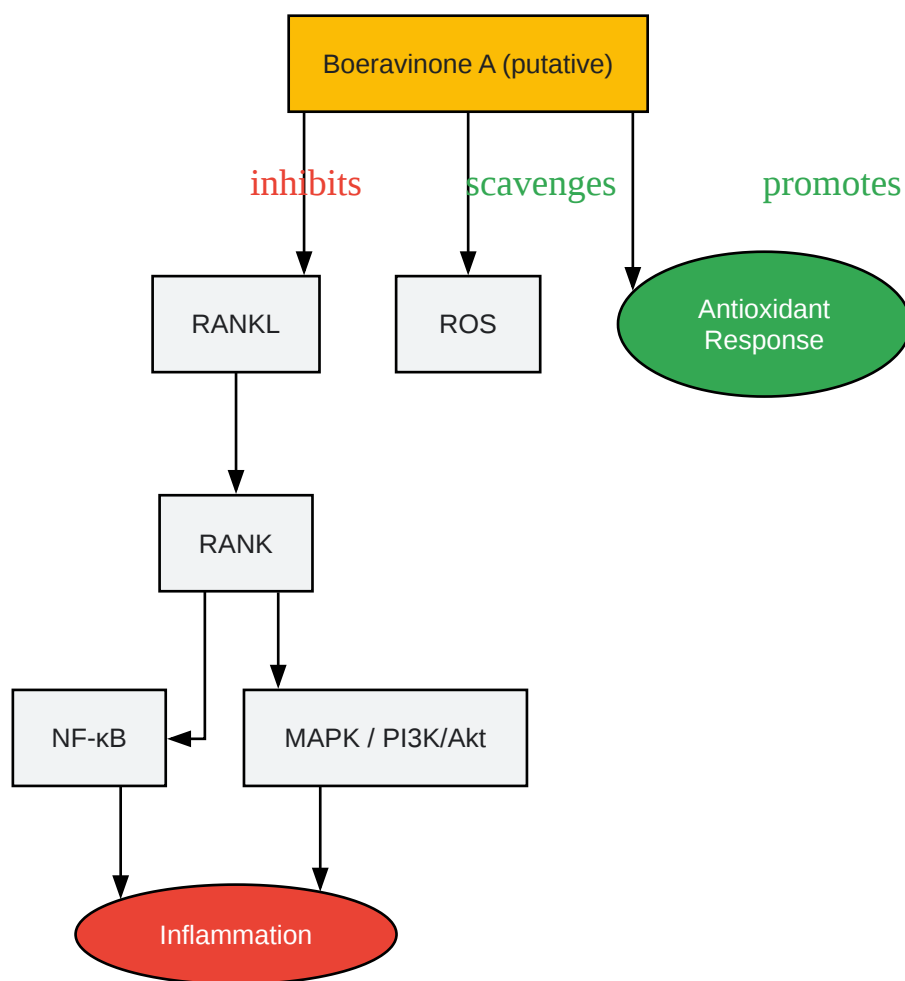 Boeravinone A (putative)
inhibits
scavenges
promotes
RANKL
ROS
Antioxidant
Response
RANK
NF-κB
MAPK / PI3K/Akt
Inflammation